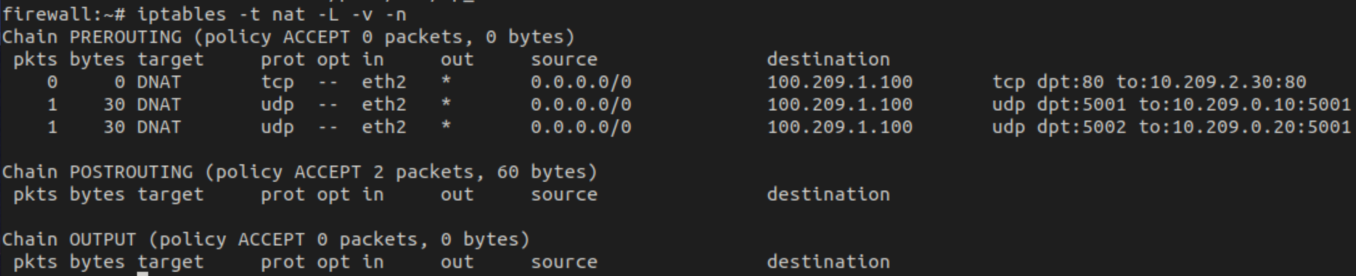 firewall:~# iptables -t nat -L -v -n
Chain PREROUTING (policy ACCEPT 0 packets, 0 bytes)
 pkts bytes target     prot opt in     out     source               destination
    0     0 DNAT       tcp  --  eth2   *       0.0.0.0/0            100.209.1.100        tcp dpt:80 to:10.209.2.30:80
    1    30 DNAT       udp  --  eth2   *       0.0.0.0/0            100.209.1.100        udp dpt:5001 to:10.209.0.10:5001
    1    30 DNAT       udp  --  eth2   *       0.0.0.0/0            100.209.1.100        udp dpt:5002 to:10.209.0.20:5001

Chain POSTROUTING (policy ACCEPT 2 packets, 60 bytes)
 pkts bytes target     prot opt in     out     source               destination

Chain OUTPUT (policy ACCEPT 0 packets, 0 bytes)
 pkts bytes target     prot opt in     out     source               destination